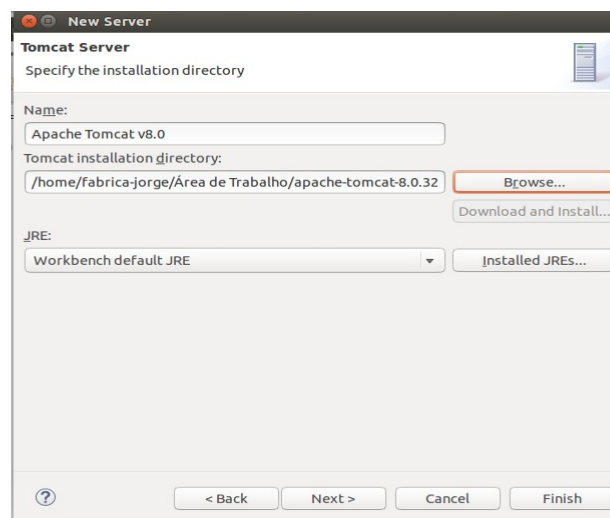 New Server
Tomcat Server
Specify the installation directory
Name:
Apache Tomcat v8.0
Tomcat installation directory:
/home/fabrica-jorge/Área de Trabalho/apache-tomcat-8.0.32
Browse...
Download and Install...
JRE:
Workbench default JRE
Installed JREs...
< Back Next > Cancel Finish